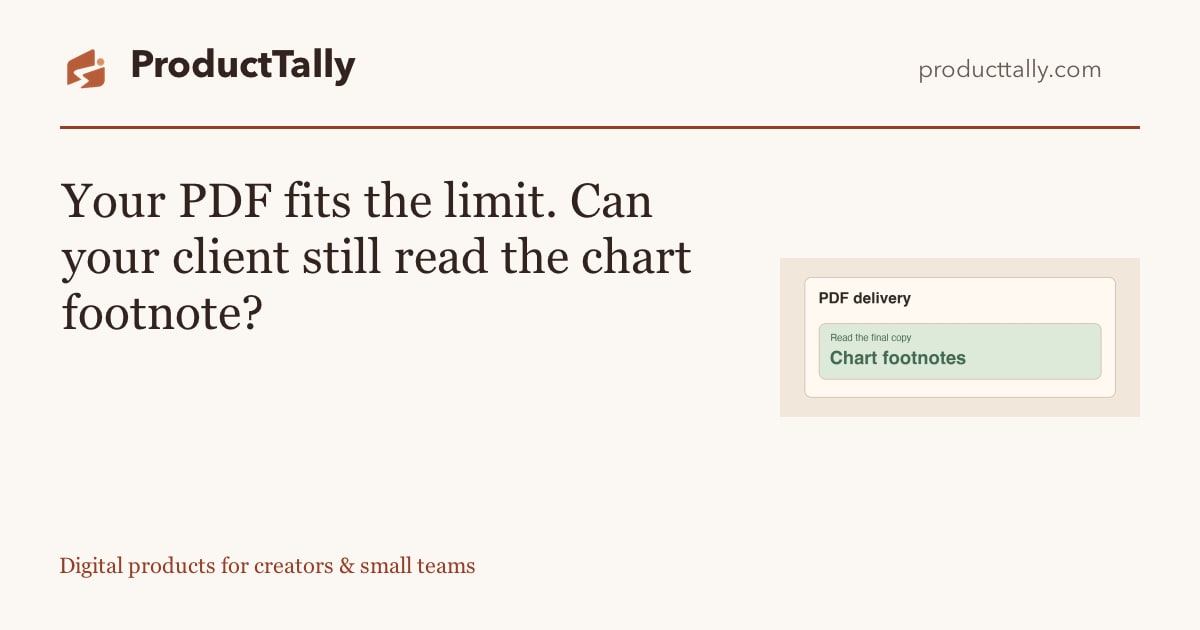 ProductTally
producttally.com
Your PDF fits the limit. Can
your client still read the chart
footnote?
PDF delivery
Read the final copy
Chart footnotes
Digital products for creators & small teams